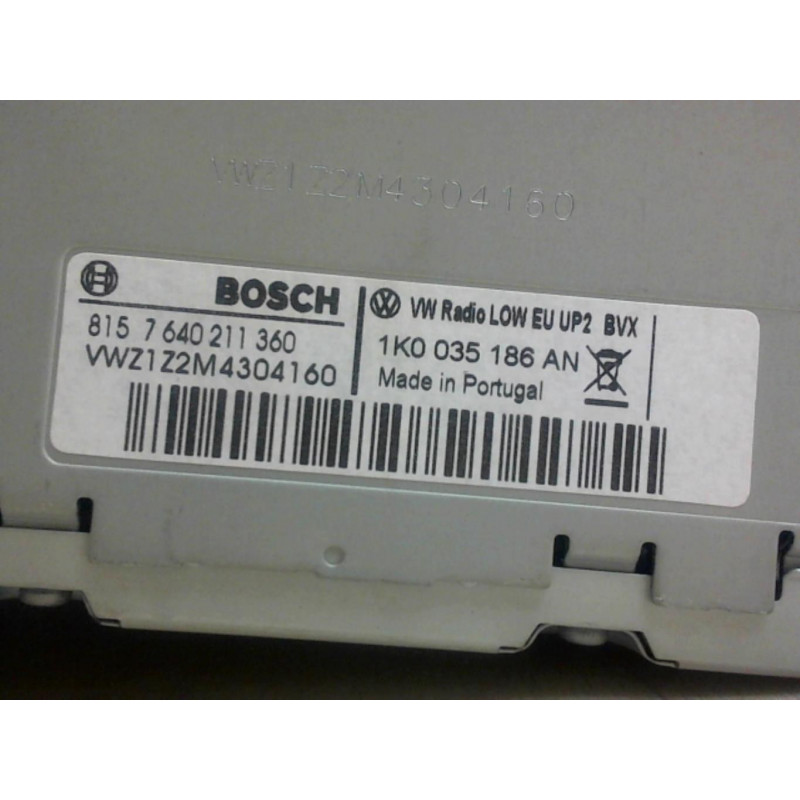 VWZ1Z2M4304160
BOSCH
815 7 640 211 360
VWZ1Z2M4304160
VW Radio LOW EU UP2 BVX
1K0 035 186 AN
Made in Portugal